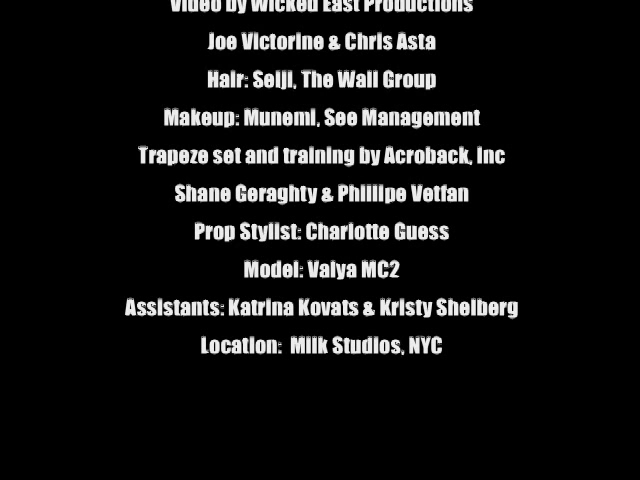 Video by Wicked East Productions
Joe Victorine & Chris Asta
Hair: Seiji, The Wall Group
Makeup: Munemi, See Management
Trapeze set and training by Acroback, Inc
Shane Geraghty & Phillipe Vetfan
Prop Stylist: Charlotte Guess
Model: Valya MC2
Assistants: Katrina Kovats & Kristy Shelberg
Location:  Milk Studios, NYC